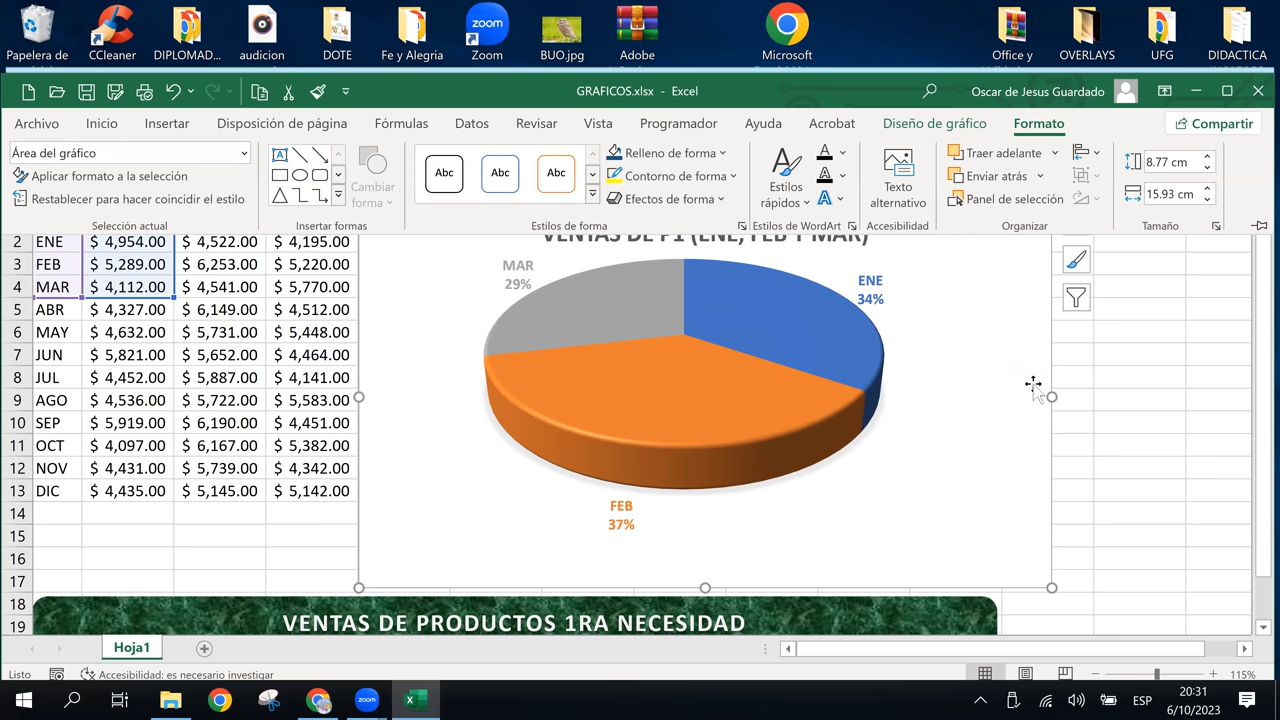 Papelera de
CCleaner
DIPLOMAD...
audicion
DOTE
Fe y Alegria
zoom
Zoom
BUO.jpg
Adobe
Microsoft
Office y
OVERLAYS
UFG
DIDACTICA
GRAFICOS.xlsx - Excel
Oscar de Jesus Guardado
Archivo Inicio Insertar Disposición de página Fórmulas Datos Revisar Vista Programador Ayuda Acrobat Diseño de gráfico Formato Compartir
Área del gráfico
Aplicar formato a la selección
Restablecer para hacer coincidir el estilo
Selección actual
Cambiar
forma
Insertar formas
Abc Abc Abc
Relleno de forma
Contorno de forma
Efectos de forma
Estilos de forma
Estilos
rápidos
A
A
A
Estilos de WordArt
Texto
alternativo
Accesibilidad
Traer adelante
Enviar atrás
Panel de selección
Organizar
8.77 cm
15.93 cm
Tamaño
2 ENE $ 4,954.00 $ 4,522.00 $ 4,195.00
3 FEB $ 5,289.00 $ 6,253.00 $ 5,220.00
4 MAR $ 4,112.00 $ 4,541.00 $ 5,770.00
5 ABR $ 4,327.00 $ 6,149.00 $ 4,512.00
6 MAY $ 4,632.00 $ 5,731.00 $ 5,448.00
7 JUN $ 5,821.00 $ 5,652.00 $ 4,464.00
8 JUL $ 4,452.00 $ 5,887.00 $ 4,141.00
9 AGO $ 4,536.00 $ 5,722.00 $ 5,583.00
10 SEP $ 5,919.00 $ 6,190.00 $ 4,451.00
11 OCT $ 4,097.00 $ 6,167.00 $ 5,382.00
12 NOV $ 4,431.00 $ 5,739.00 $ 4,342.00
13 DIC $ 4,435.00 $ 5,145.00 $ 5,142.00
14
15
16
17
18
19
VENTAS DE P1 (ENE, FEB Y MAR)
MAR
29%
ENE
34%
FEB
37%
VENTAS DE PRODUCTOS 1RA NECESIDAD
Hoja1
Listo
Accesibilidad: es necesario investigar
115%
ESP
20:31
6/10/2023